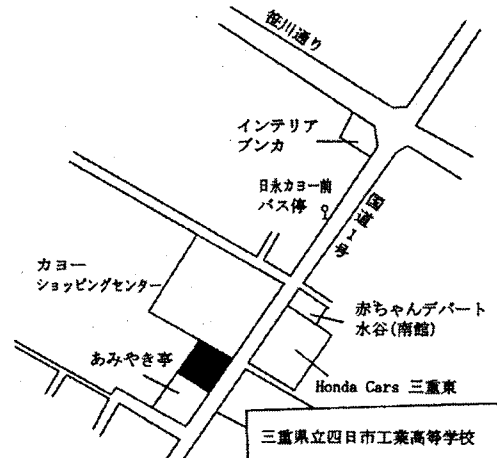 笹川通り
インテリア
ブンカ
日永カヨー前
バス停
国道1号
カヨー
ショッピングセンター
赤ちゃんデパート
水谷(南館)
あみやき亭
Honda Cars 三重東
三重県立四日市工業高等学校